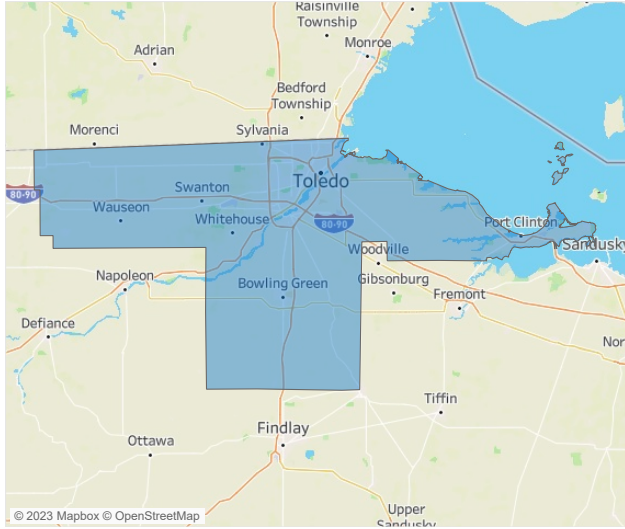 Raisinville
Township
Adrian
Monroe
Bedford
Township
Morenci
Sylvania
Toledo
80-90
Swanton
Wauseon
Whitehouse
80-90
Port Clinton
Sandusky
Woodville
Napoleon
Gibsonburg
Bowling Green
Fremont
Defiance
Nor
Tiffin
Findlay
Ottawa
Upper
Sandusky
© 2023 Mapbox © OpenStreetMap